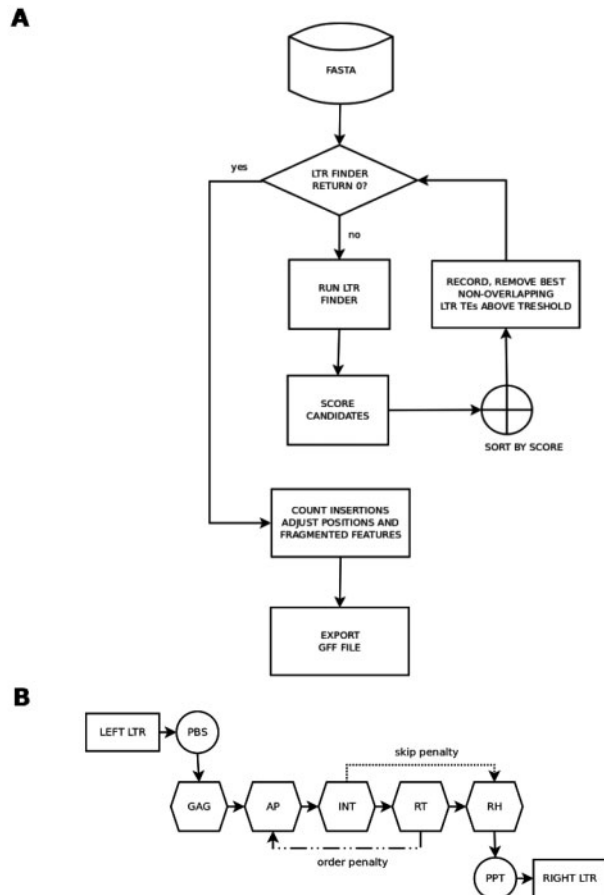 A
FASTA
yes
LTR FINDER
RETURN 0?
no
RUN LTR
FINDER
RECORD, REMOVE BEST
NON-OVERLAPPING
LTR TEs ABOVE TRESHOLD
SCORE
CANDIDATES
SORT BY SCORE
COUNT INSERTIONS
ADJUST POSITIONS AND
FRAGMENTED FEATURES
EXPORT
GFF FILE
B
LEFT LTR
PBS
skip penalty
GAG
AP
INT
RT
RH
order penalty
PPT
RIGHT LTR